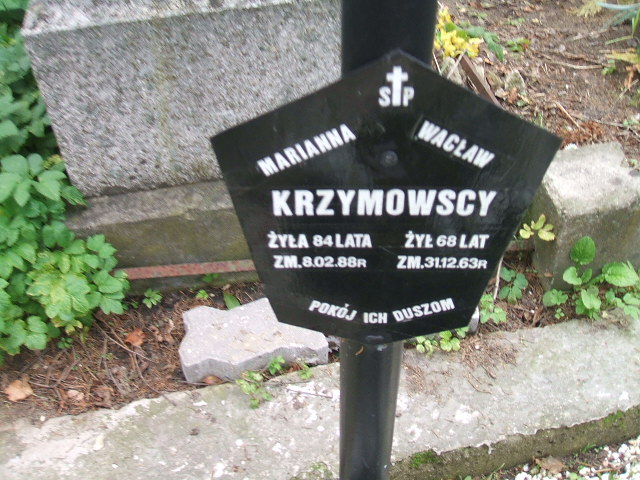 S P
MARIANNA WACŁAW
KRZYMOWSCY
ŻYŁA 84 LATA ŻYŁ 68 LAT
ZM. 8.02.88R ZM. 31.12.63R
POKÓJ ICH DUSZOM